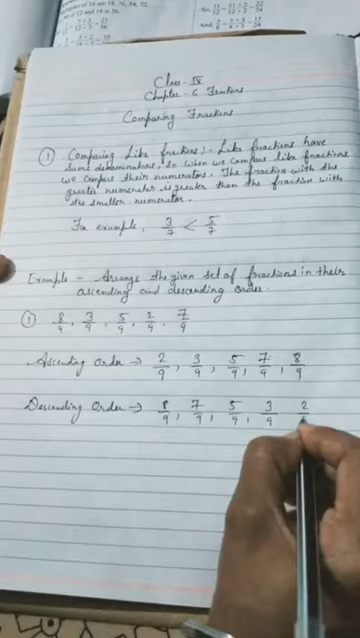 Class - IV
Chapter - 6 Fractions
Comparing Fractions
① Comparing Like fractions :- Like fractions have
same denominators, so when we compare like fractions
we compare their numerators. The fraction with the
greater numerator is greater than the fraction with
the smaller numerator.
For example, 3/7 < 5/7
Example - Arrange the given set of fractions in their
ascending and descending order.
① 8/9, 3/9, 5/9, 2/9, 7/9
Ascending Order → 2/9, 3/9, 5/9, 7/9, 8/9
Descending Order → 8/9, 7/9, 5/9, 3/9 2